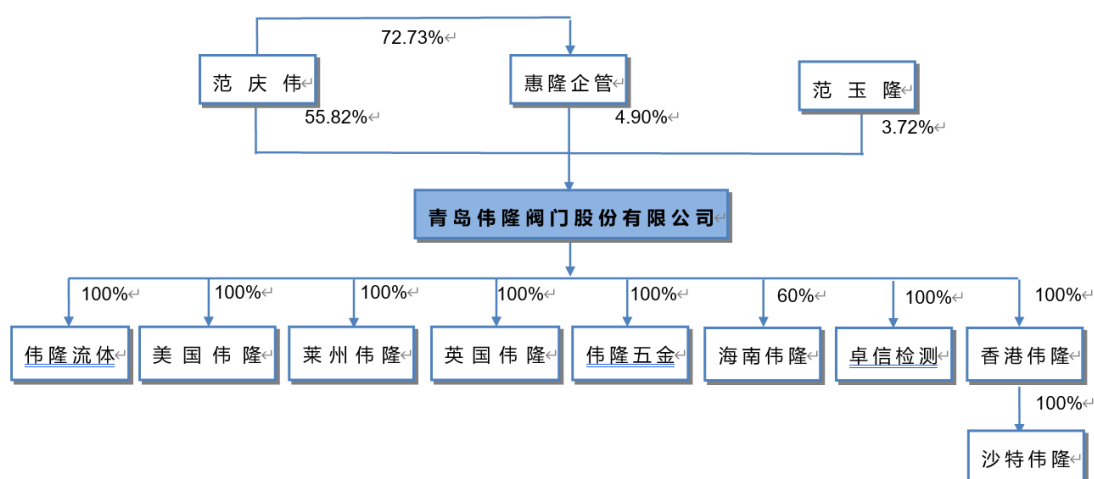 72.73%
范庆伟
惠隆企管
范玉隆
55.82%
4.90%
3.72%
青岛伟隆阀门股份有限公司
100%
100%
100%
100%
100%
60%
100%
100%
伟隆流体
美国伟隆
莱州伟隆
英国伟隆
伟隆五金
海南伟隆
卓信检测
香港伟隆
100%
沙特伟隆